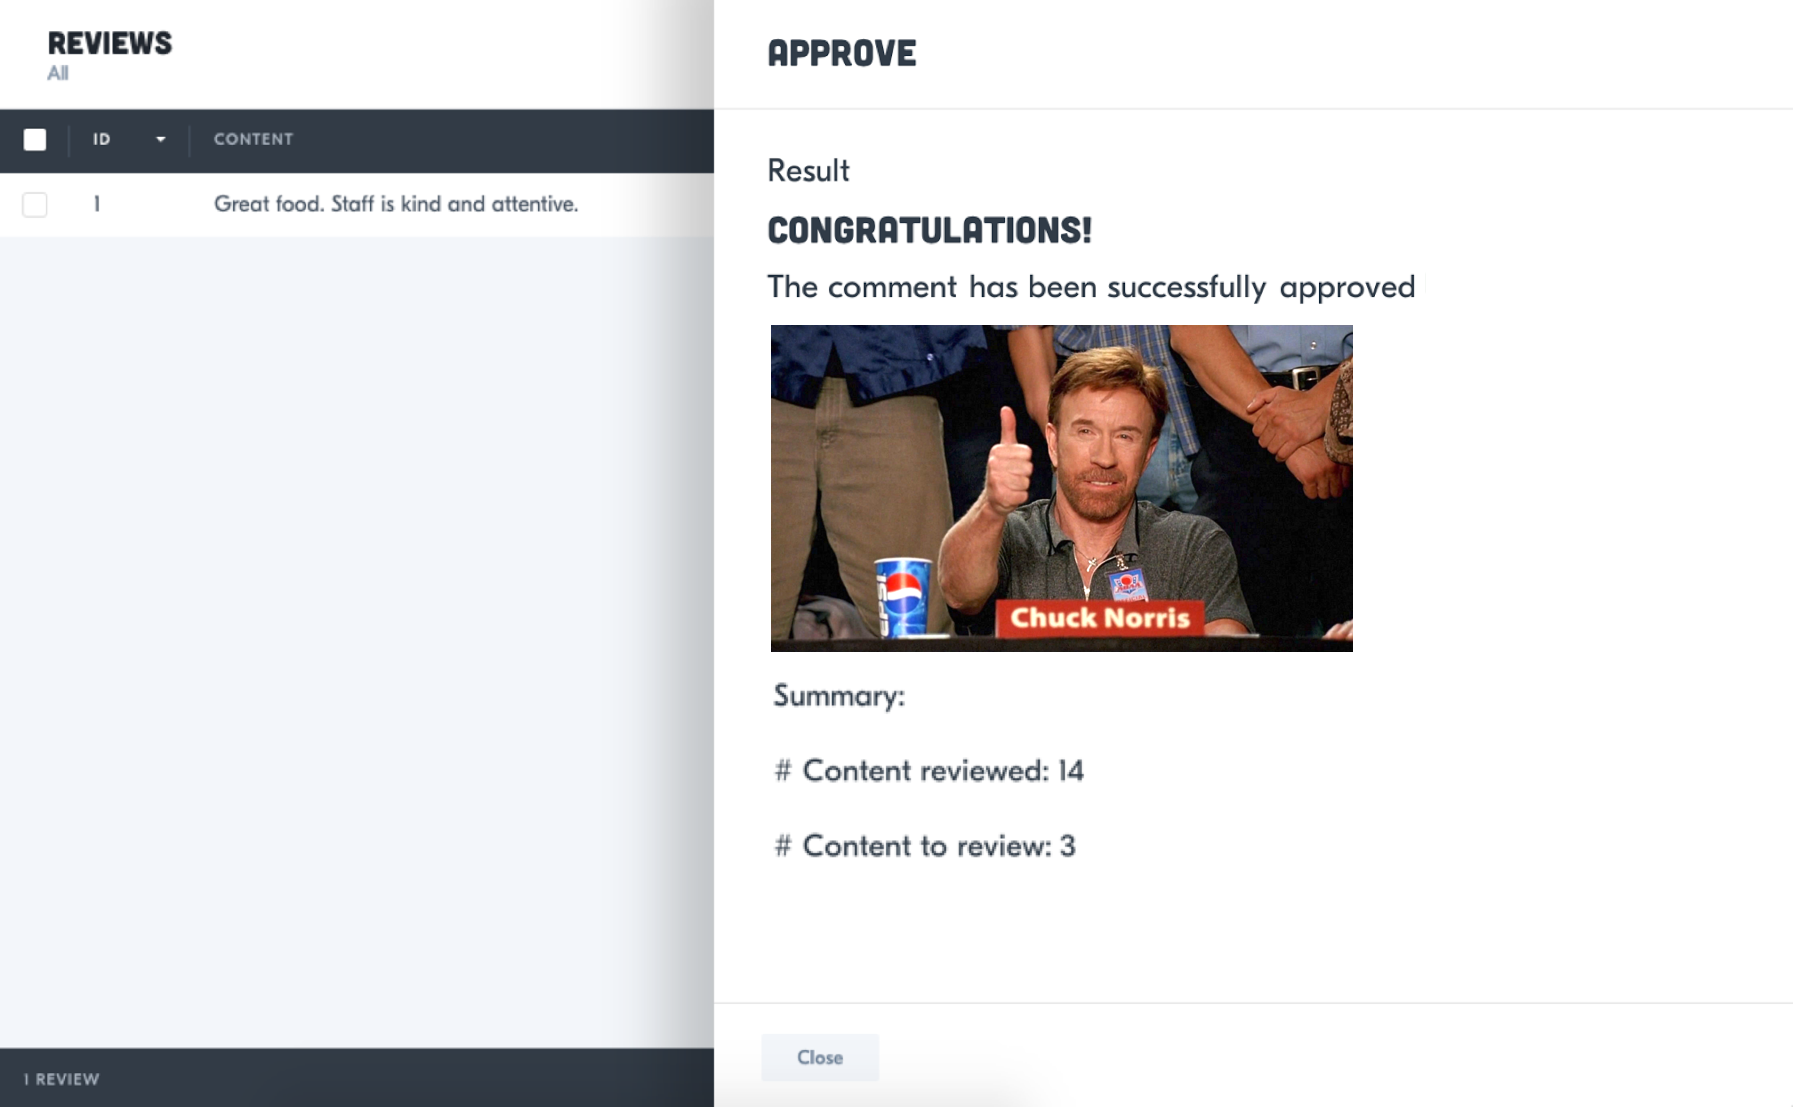 REVIEWS
All
ID
CONTENT
1
Great food. Staff is kind and attentive.
1 REVIEW
APPROVE
Result
CONGRATULATIONS!
The comment has been successfully approved
PEPSI
Chuck Norris
Summary:
# Content reviewed: 14
# Content to review: 3
Close